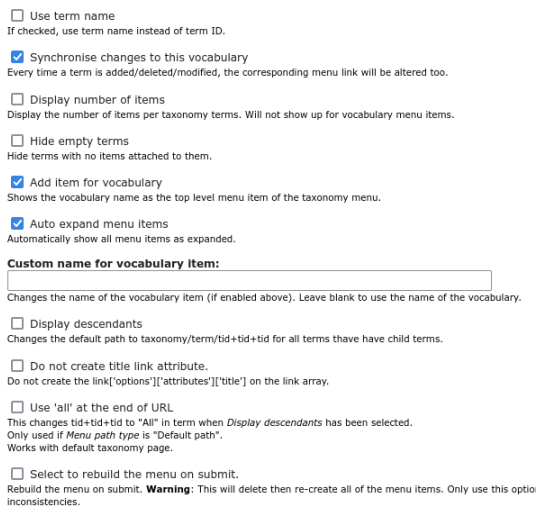 Use term name
If checked, use term name instead of term ID.
Synchronise changes to this vocabulary
Every time a term is added/deleted/modified, the corresponding menu link will be altered too.
Display number of items
Display the number of items per taxonomy terms. Will not show up for vocabulary menu items.
Hide empty terms
Hide terms with no items attached to them.
Add item for vocabulary
Shows the vocabulary name as the top level menu item of the taxonomy menu.
Auto expand menu items
Automatically show all menu items as expanded.
Custom name for vocabulary item:
Changes the name of the vocabulary item (if enabled above). Leave blank to use the name of the vocabulary.
Display descendants
Changes the default path to taxonomy/term/tid+tid+tid for all terms thave have child terms.
Do not create title link attribute.
Do not create the link['options']['attributes']['title'] on the link array.
Use 'all' at the end of URL
This changes tid+tid+tid to "All" in term when Display descendants has been selected.
Only used if Menu path type is "Default path".
Works with default taxonomy page.
Select to rebuild the menu on submit.
Rebuild the menu on submit. Warning: This will delete then re-create all of the menu items. Only use this
inconsistencies.